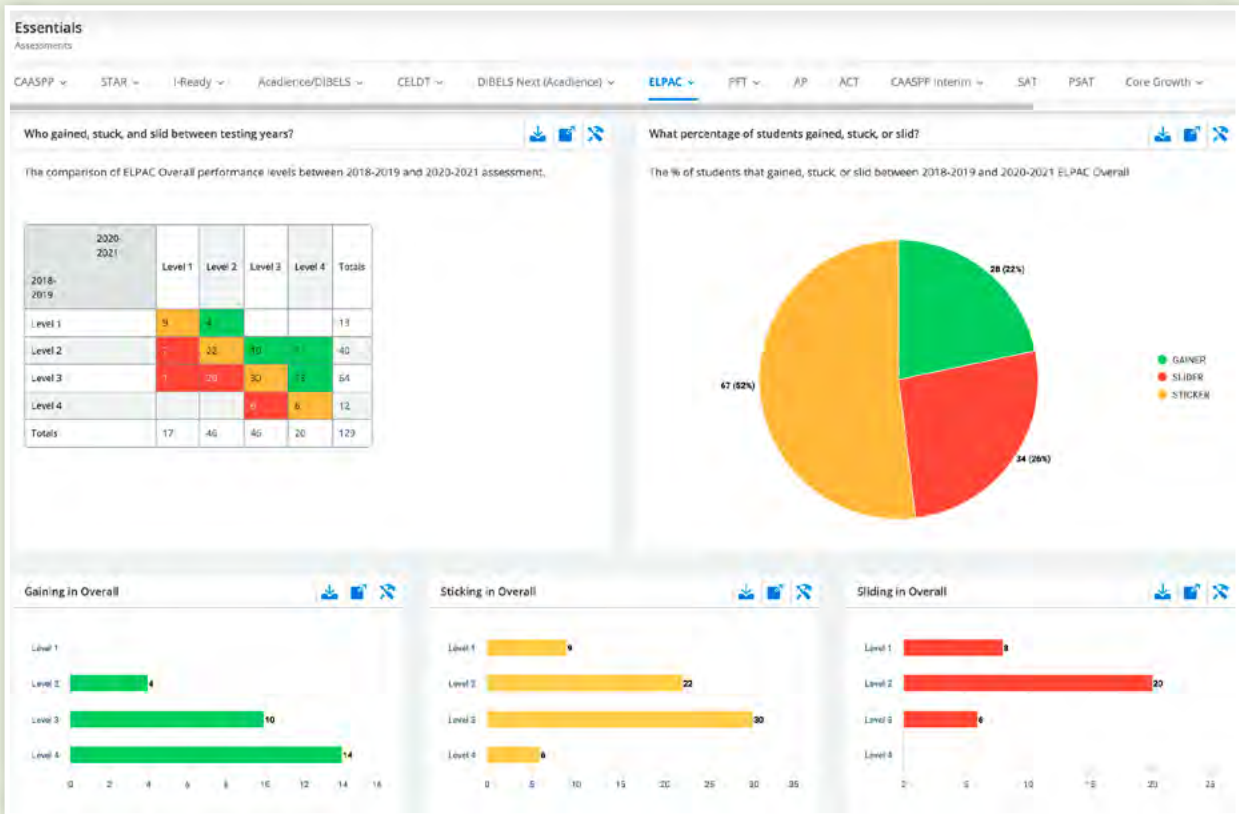 Essentials
Assessments
CAASPP STAR I-Ready Acadience/DIBELS CELDT DIBELS Next (Acadience) ELPAC PFT AP ACT CAASPP Interim SAT PSAT Core Growth
Who gained, stuck, and slid between testing years?
The comparison of ELPAC Overall performance levels between 2018-2019 and 2020-2021 assessment.
2020-
2021
2018-
2019
Level 1 Level 2 Level 3 Level 4 Totals
Level 1 9 4 13
Level 2 22 10 40
Level 3 20 30 64
Level 4 6 6 12
Totals 17 46 46 20 129
What percentage of students gained, stuck, or slid?
The % of students that gained, stuck, or slid between 2018-2019 and 2020-2021 ELPAC Overall
28 (22%)
67 (52%)
34 (26%)
GAINER
SLIDER
STICKER
Gaining in Overall
Level 1
Level 2 4
Level 3 10
Level 4 14
0 2 4 6 8 10 12 14 16
Sticking in Overall
Level 1 9
Level 2 22
Level 3 30
Level 4 6
0 5 10 15 20 25 30 35
Sliding in Overall
Level 1 8
Level 2 20
Level 3 6
Level 4
0 5 10 15 20 25